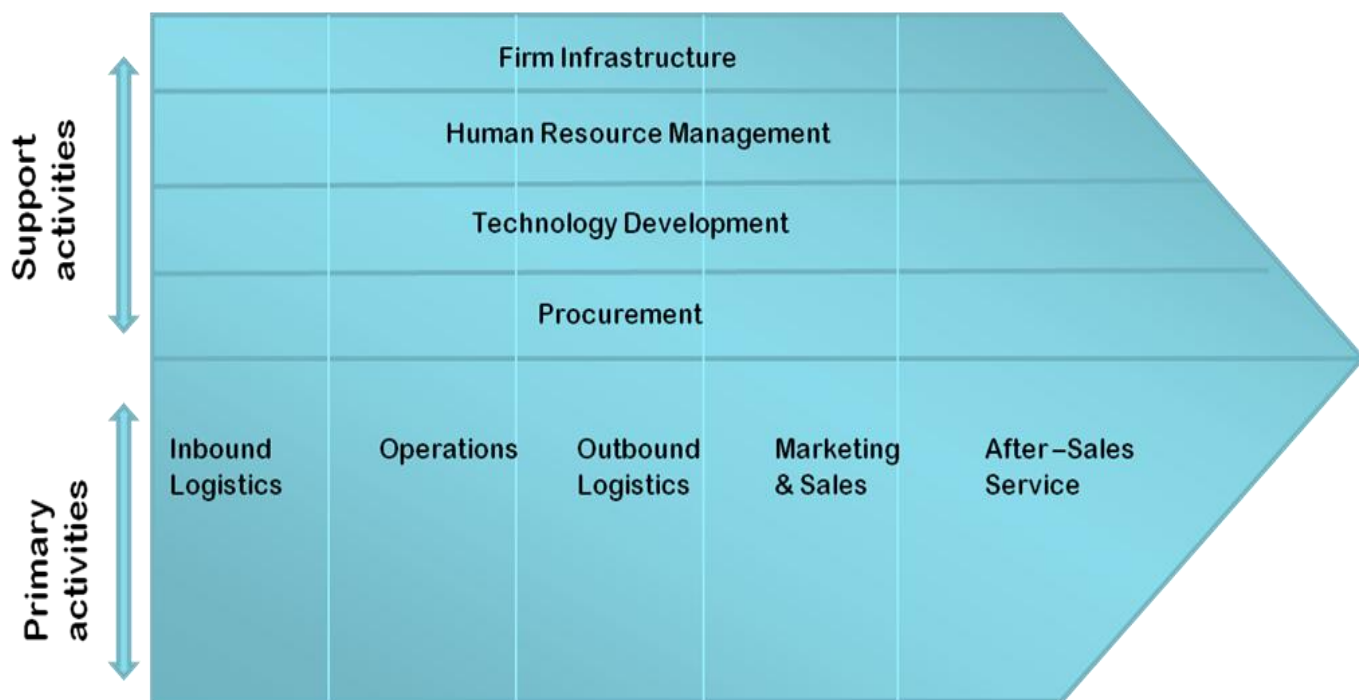 Support
activities
Firm Infrastructure
Human Resource Management
Technology Development
Procurement
Primary
activities
Inbound
Logistics
Operations
Outbound
Logistics
Marketing
& Sales
After –Sales
Service